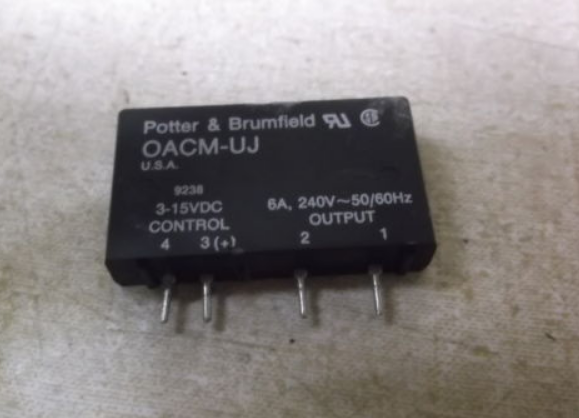 Potter & Brumfield
OACM-UJ
U.S.A.
9238
3-15VDC
CONTROL
6A, 240V~50/60Hz
OUTPUT
4 3(+) 2 1